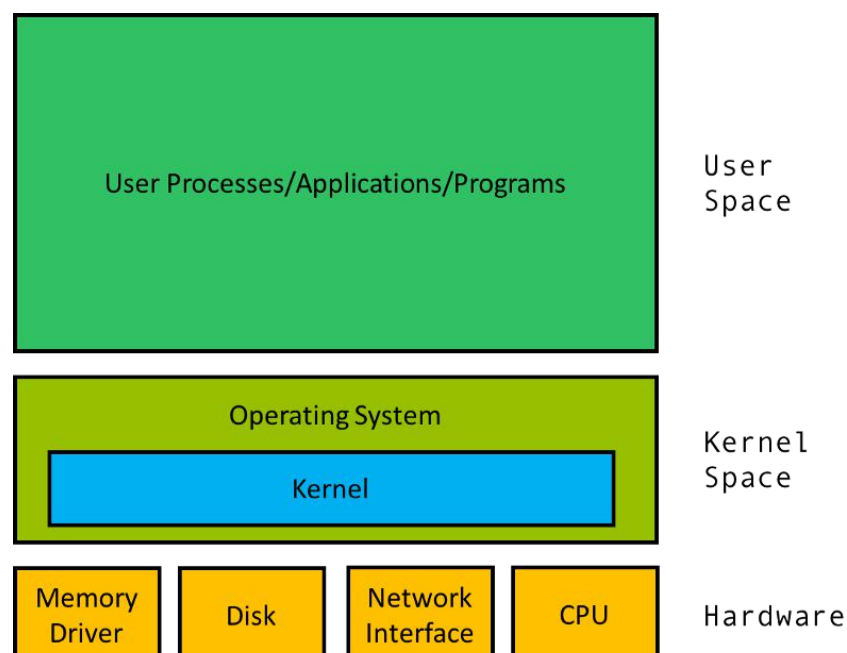 User Processes/Applications/Programs
User
Space
Operating System
Kernel
Kernel
Space
Memory
Driver
Disk
Network
Interface
CPU
Hardware